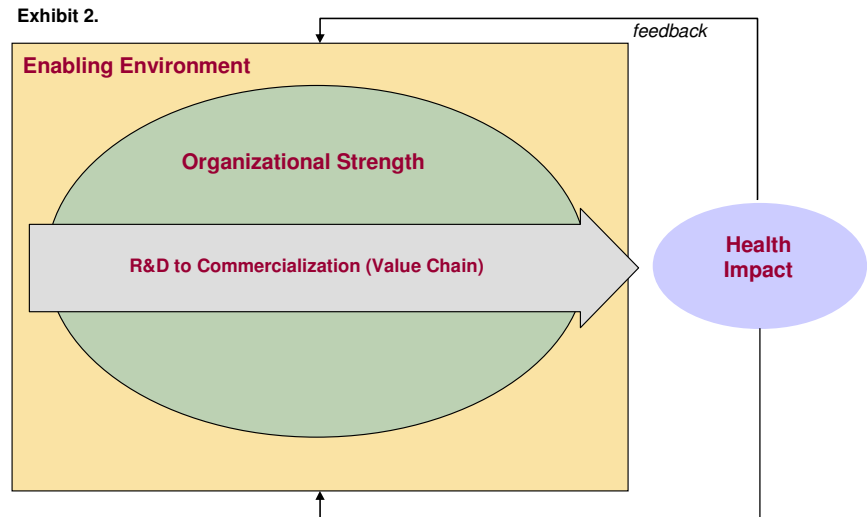 Exhibit 2.
feedback
Enabling Environment
Organizational Strength
R&D to Commercialization (Value Chain)
Health
Impact